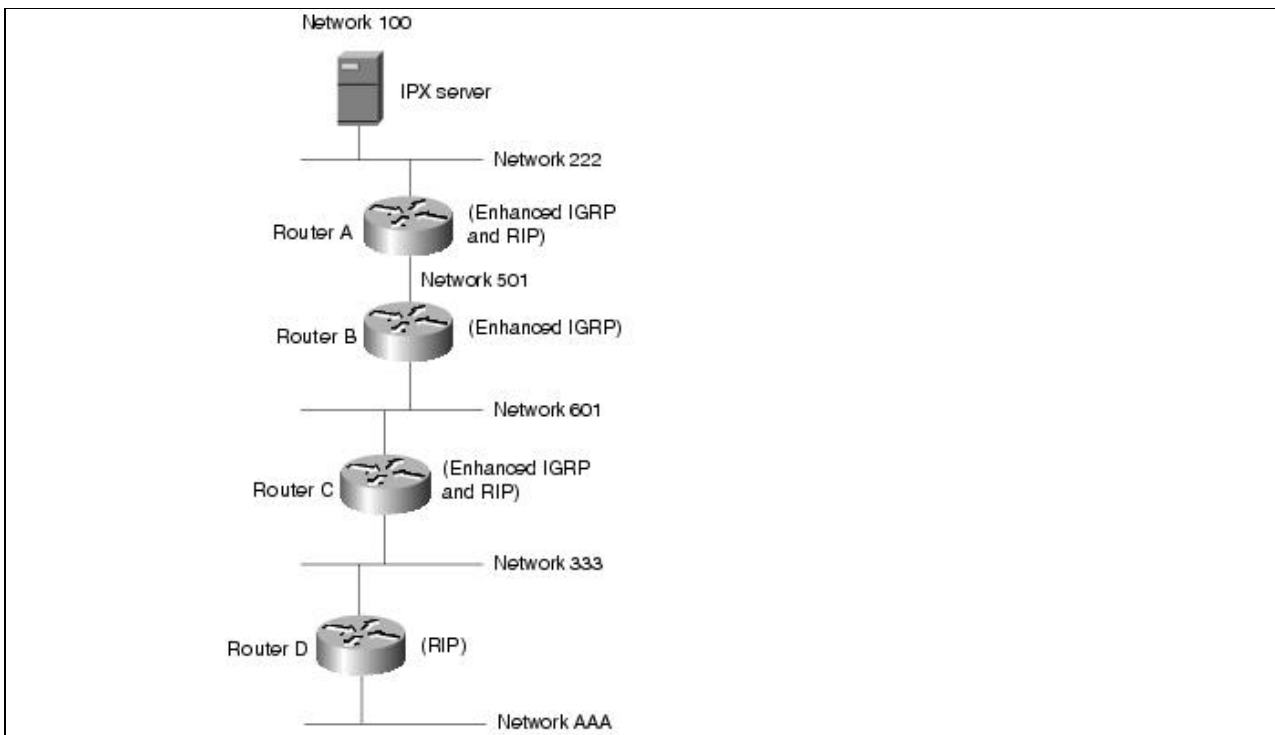 Network 100
IPX server
Network 222
Router A
(Enhanced IGRP
and RIP)
Network 501
Router B
(Enhanced IGRP)
Network 601
Router C
(Enhanced IGRP
and RIP)
Network 333
Router D
(RIP)
Network AAA